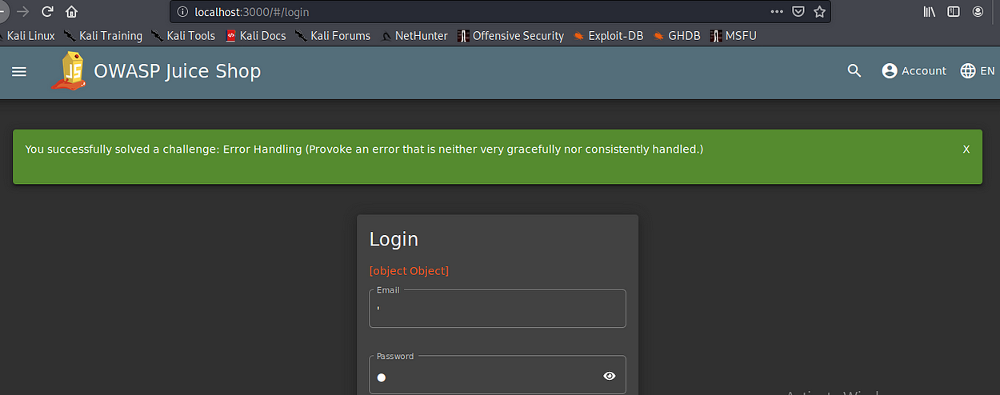 localhost:3000/#/login
Kali Linux Kali Training Kali Tools Kali Docs Kali Forums NetHunter Offensive Security Exploit-DB GHDB MSFU
JS OWASP Juice Shop Account EN
You successfully solved a challenge: Error Handling (Provoke an error that is neither very gracefully nor consistently handled.) X
Login
[object Object]
Email
'
Password
●